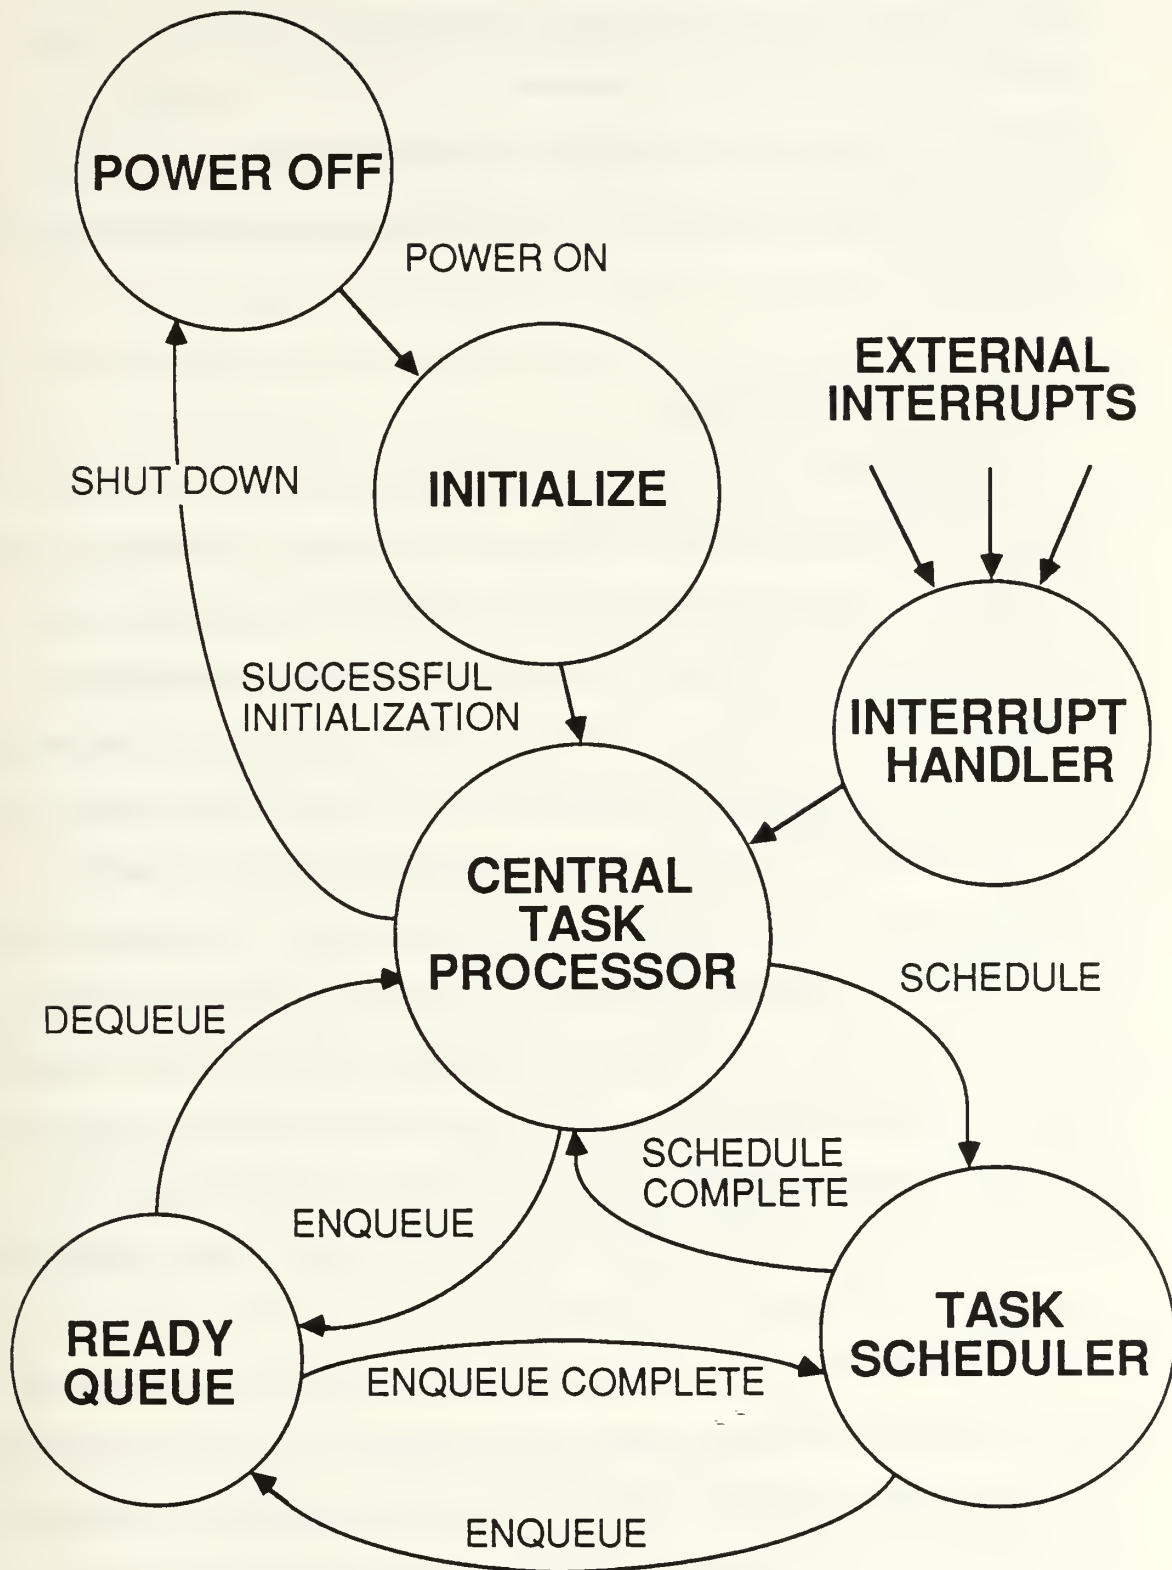 POWER OFF
POWER ON
EXTERNAL
INTERRUPTS
SHUT DOWN
INITIALIZE
SUCCESSFUL
INITIALIZATION
INTERRUPT
HANDLER
CENTRAL
TASK
PROCESSOR
SCHEDULE
DEQUEUE
SCHEDULE
COMPLETE
ENQUEUE
READY
QUEUE
TASK
SCHEDULER
ENQUEUE COMPLETE
ENQUEUE